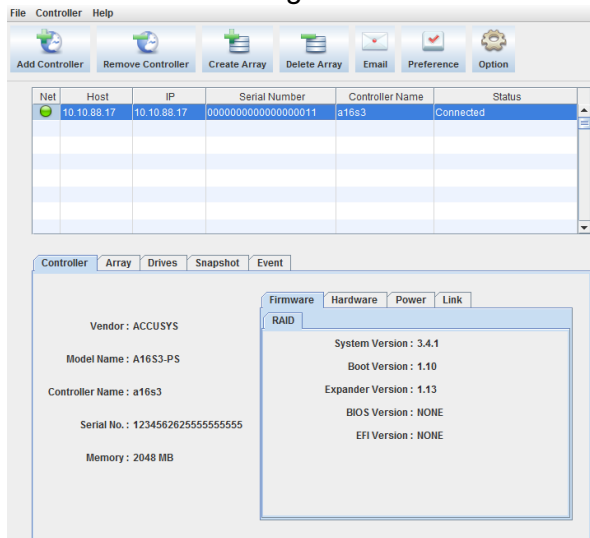 File Controller Help
Add Controller Remove Controller Create Array Delete Array Email Preference Option
Net Host IP Serial Number Controller Name Status
10.10.88.17 10.10.88.17 0000000000000000011 a16s3 Connected
Controller Array Drives Snapshot Event
Firmware Hardware Power Link
RAID
Vendor : ACCUSYS
Model Name : A16S3-PS
Controller Name : a16s3
Serial No. : 1234562625555555555
Memory : 2048 MB
System Version : 3.4.1
Boot Version : 1.10
Expander Version : 1.13
BIOS Version : NONE
EFI Version : NONE